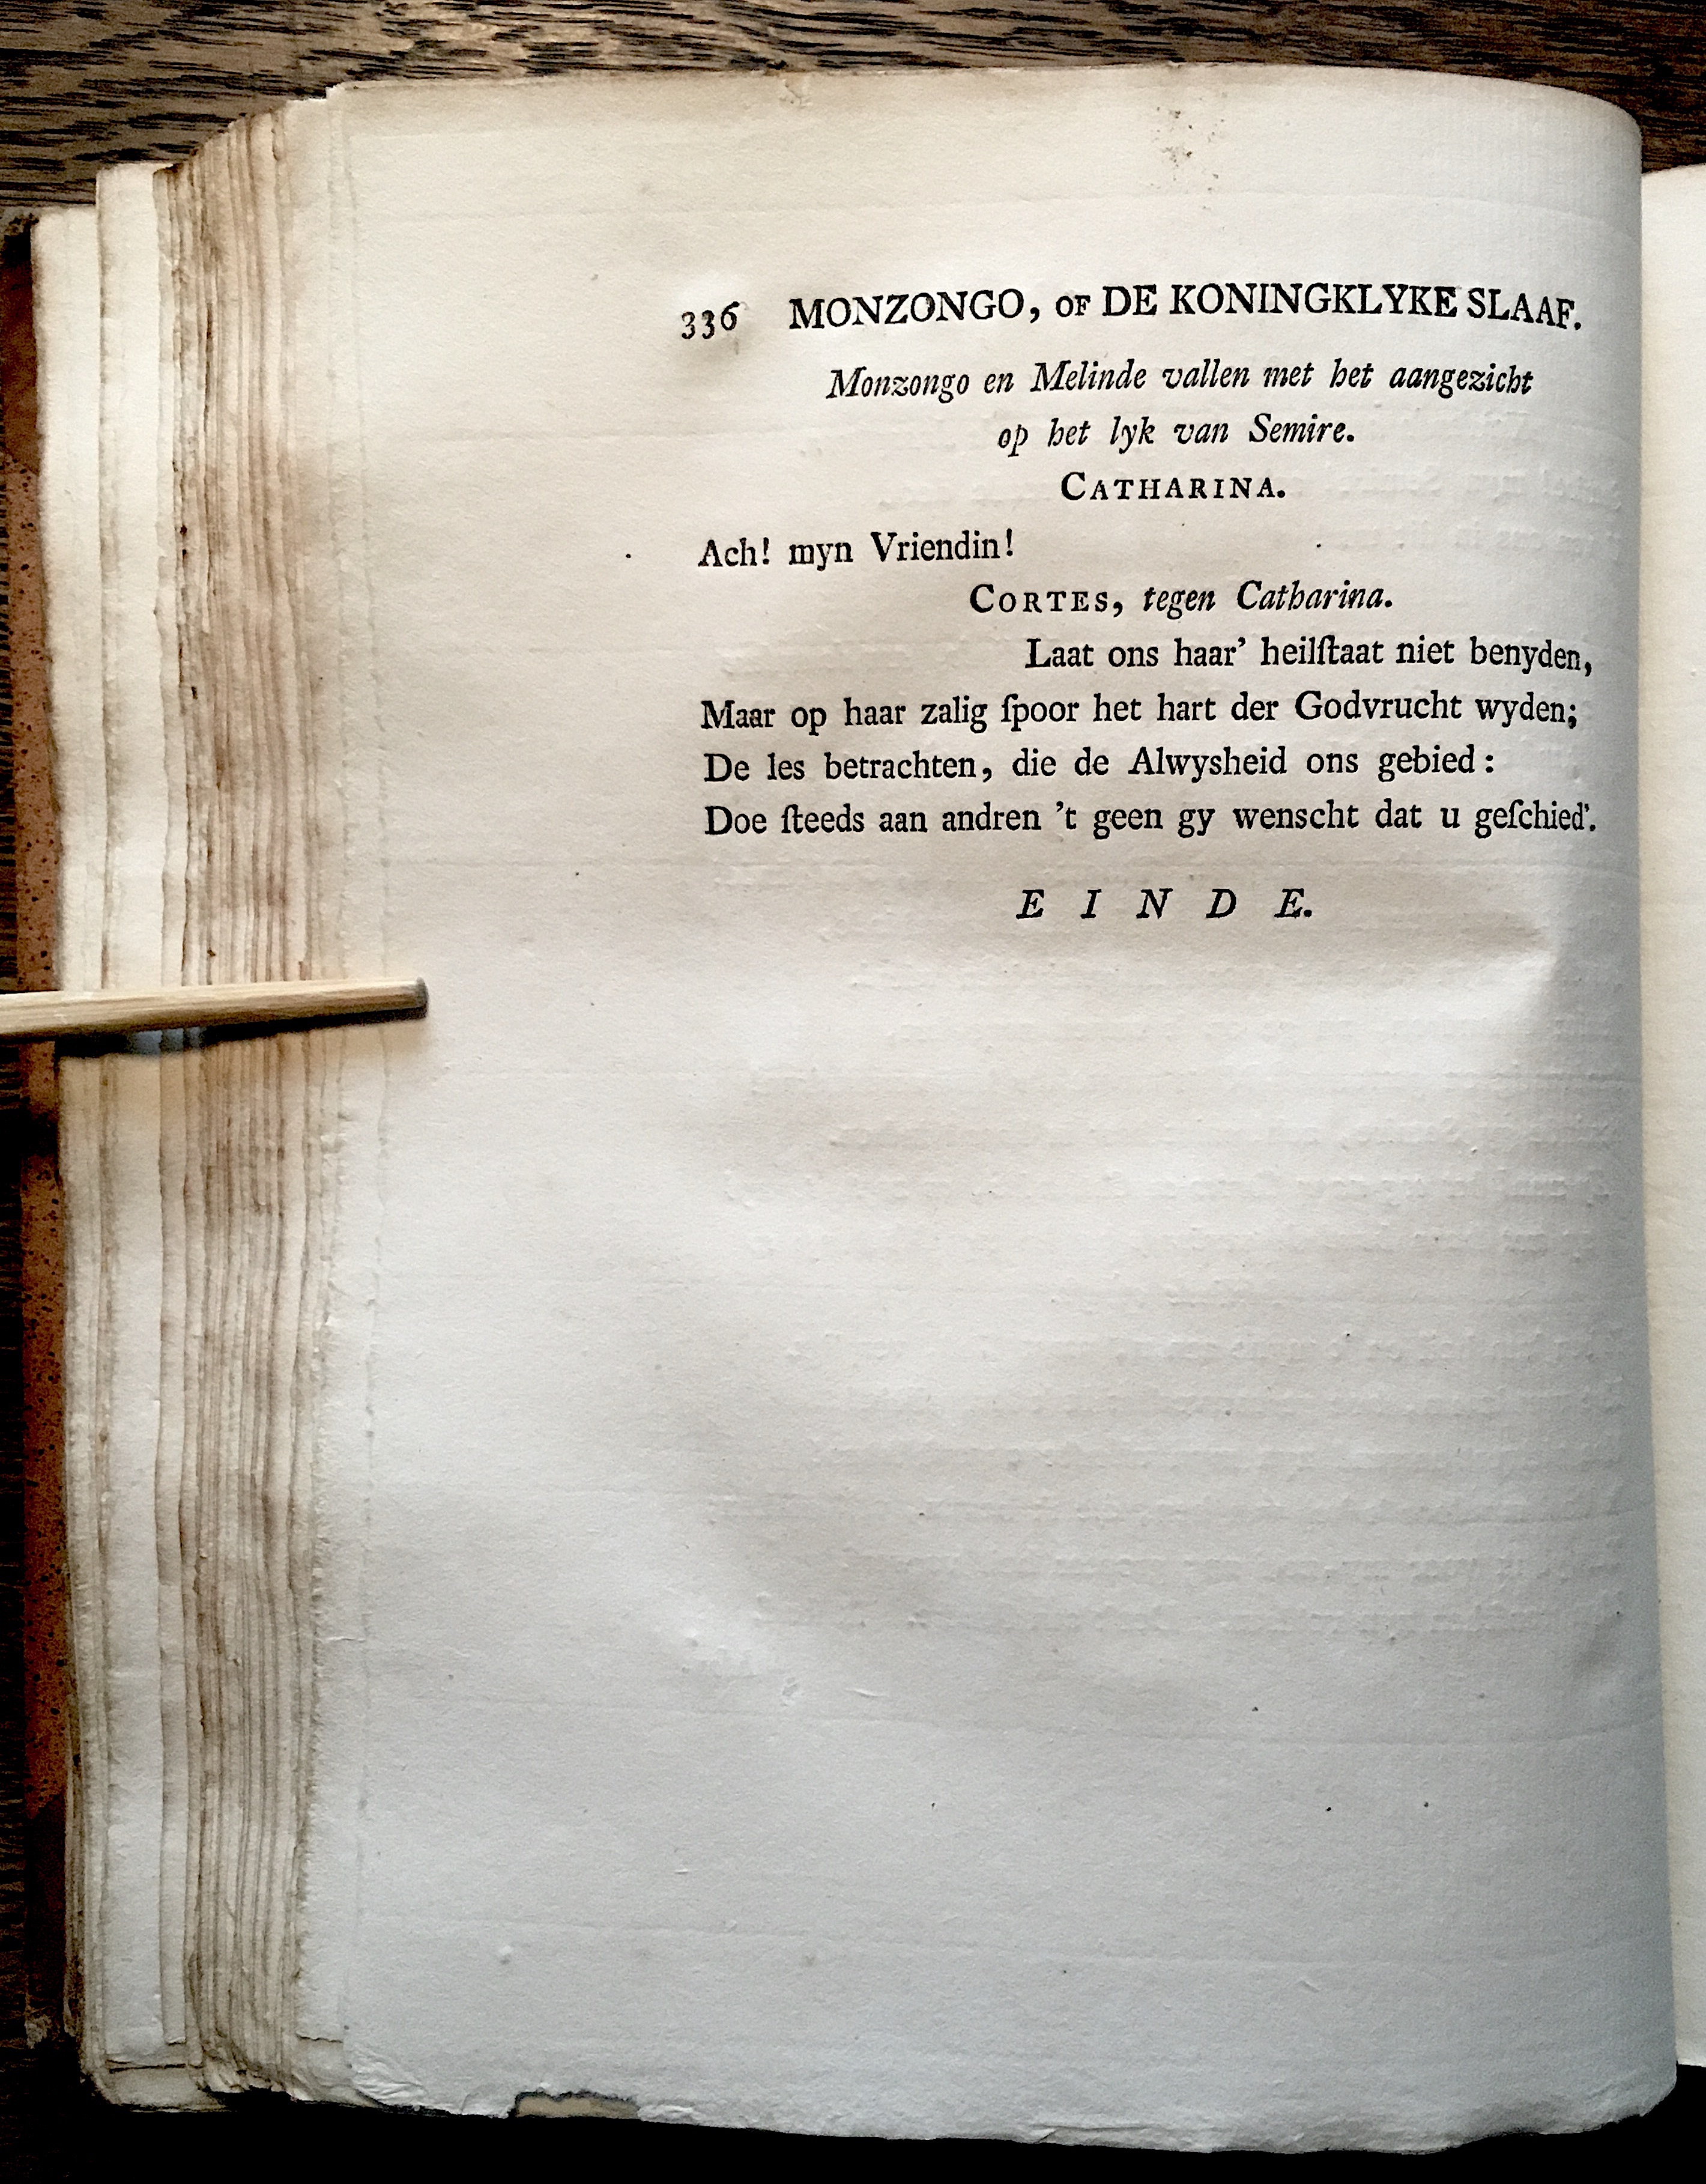 336 MONZONGO, OF DE KONINGKLYKE SLAAF.
Monzongo en Melinde vallen met het aangezicht
op het lyk van Semire.
CATHARINA.
Ach! myn Vriendin!
CORTES, tegen Catharina.
Laat ons haar' heilſtaat niet benyden,
Maar op haar zalig ſpoor het hart der Godvrucht wyden;
De les betrachten, die de Alwysheid ons gebied:
Doe ſteeds aan andren 't geen gy wenscht dat u geſchied'.
EINDE.